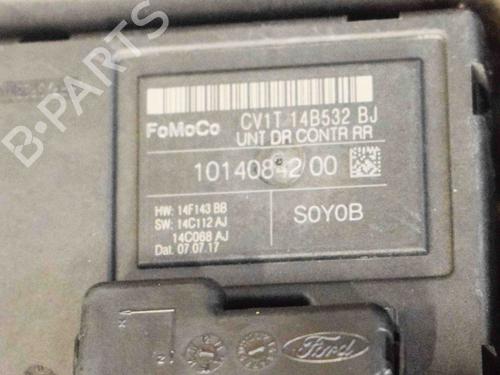 FoMoCo
CV1T 14B532 BJ
UNT DR CONTR RR
10140842 00
HW: 14F143 BB
SW: 14C112 AJ
14C068 AJ
Dat. 07.07.17
S0Y0B
X
Ford
B-PARTS